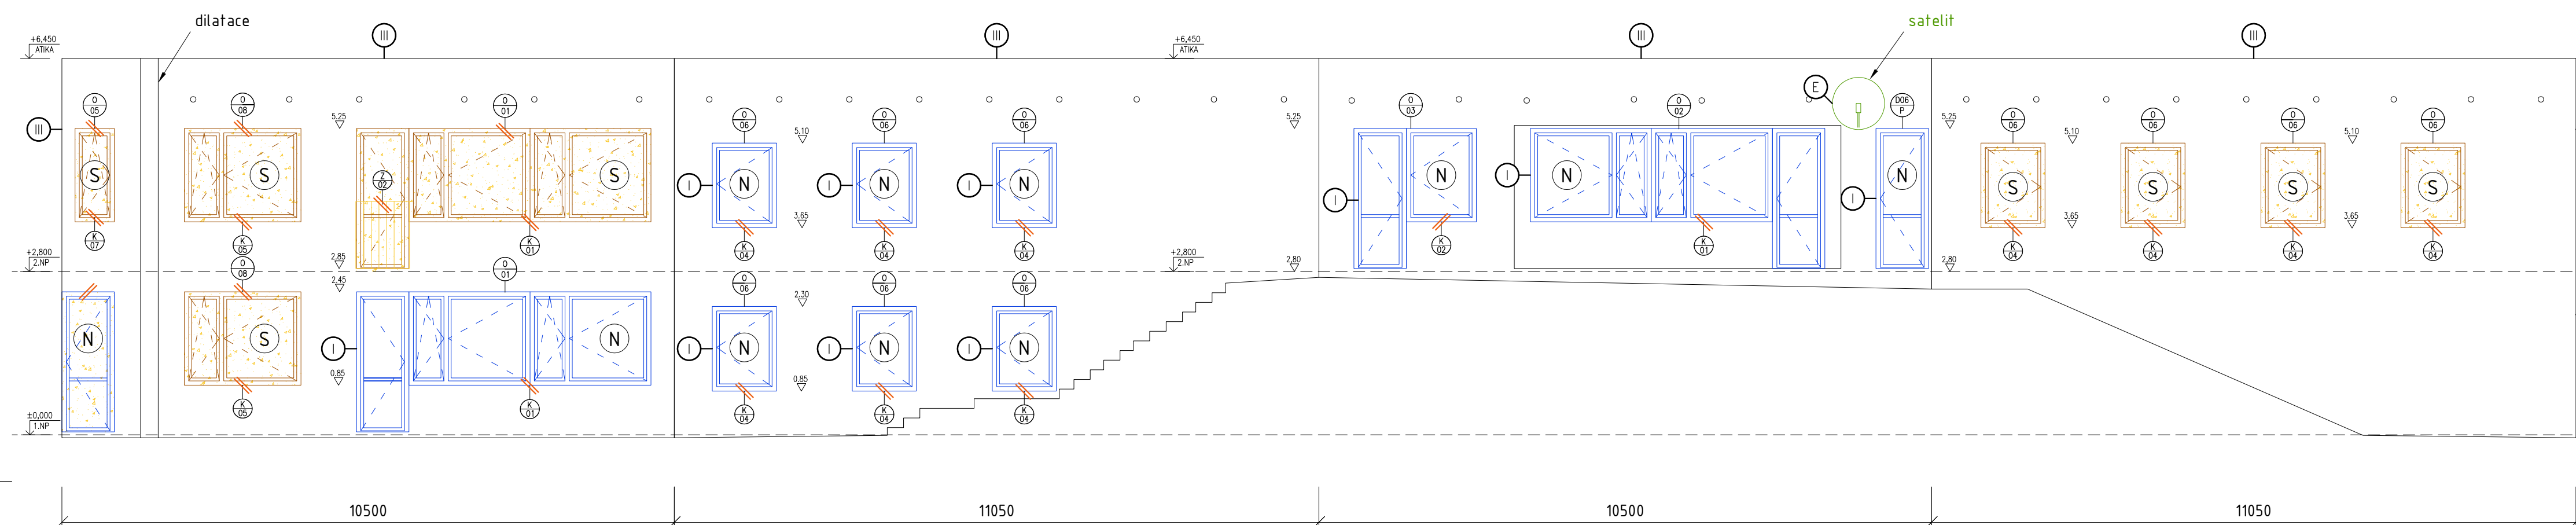 dilatace
satelit
+6,450
ATIKA
III
III
+6,450
ATIKA
III
III
E
O
05
O
08
O
01
O
06
O
06
O
06
O
03
O
02
D06
P
O
06
O
06
O
06
O
06
III
5.25
5.10
5.25
5.25
5.10
5.10
S
S
Z
02
S
I
N
I
N
I
N
I
N
I
N
I
N
S
S
S
S
3.65
3.65
3.65
K
07
K
05
K
01
K
04
K
04
K
04
K
02
K
01
K
04
K
04
K
04
K
04
+2,800
2.NP
2.85
+2,800
2.NP
2.80
2.80
O
08
O
01
O
06
O
06
O
06
2.45
2.30
N
S
I
N
I
N
I
N
I
N
0.85
0.85
K
05
K
01
K
04
K
04
K
04
±0,000
1.NP
10500
11050
10500
11050